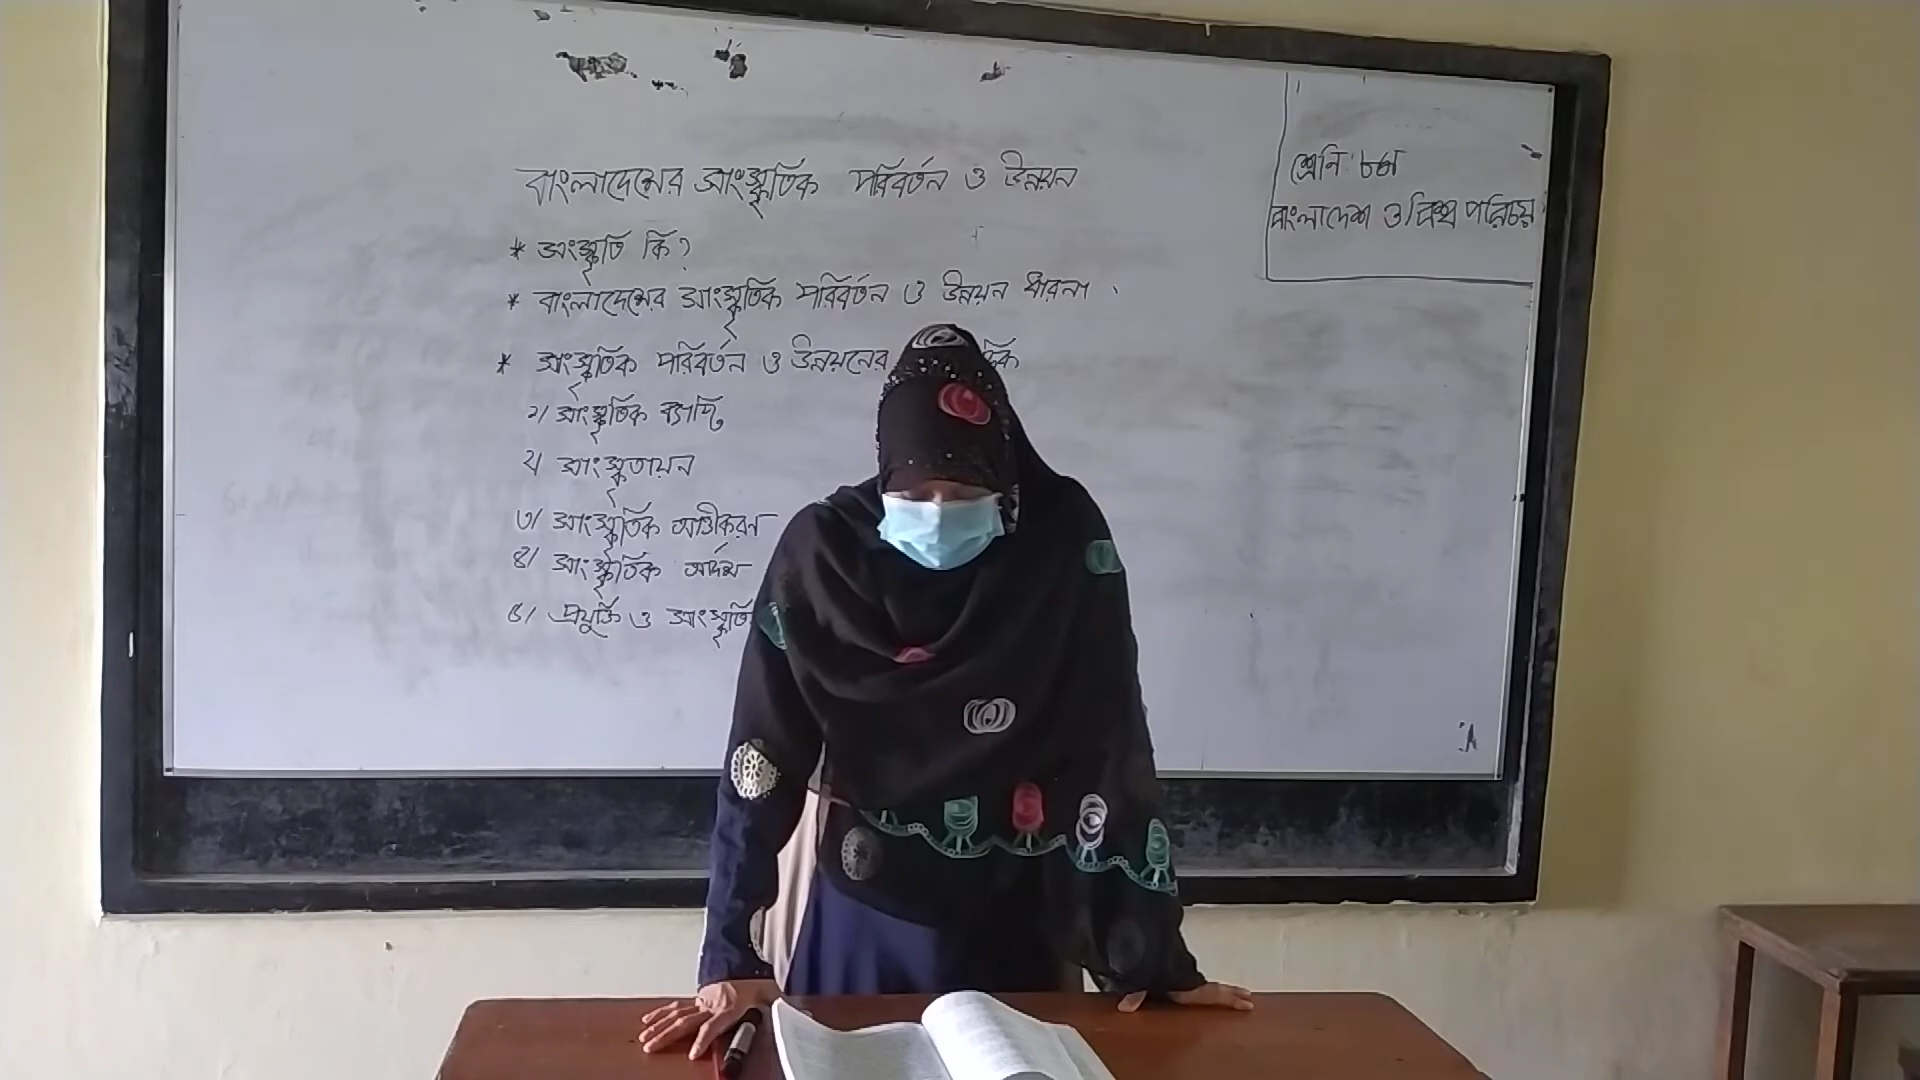 বাংলাদেশের সাংস্কৃতিক পরিবর্তন ও উন্নয়ন
শ্রেণি: ৮ম
বাংলাদেশ ও বিশ্ব পরিচয়
* সংস্কৃতি কি?
* বাংলাদেশের সাংস্কৃতিক পরিবর্তন ও উন্নয়ন ধারনা
* সাংস্কৃতিক পরিবর্তন ও উন্নয়নের
১/ সাংস্কৃতিক ব্যাপ্তি
২/ সাংস্কৃতায়ন
৩/ সাংস্কৃতিক আত্তীকরণ
৪/ সাংস্কৃতিক আদর্শ
৫/ প্রযুক্তি ও